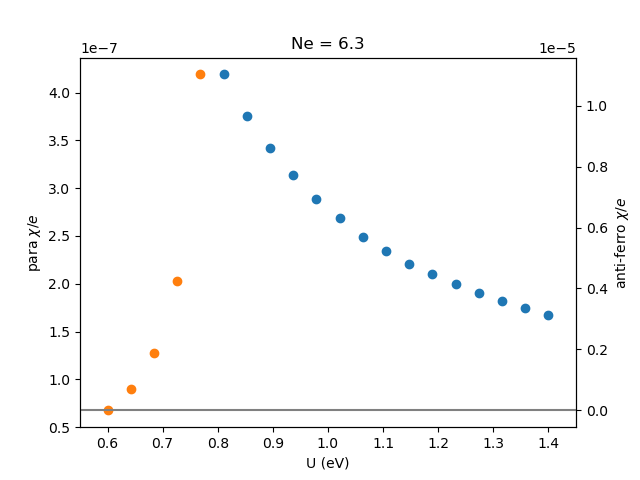 Ne = 6.3
1e−7
1e−5
4.0
3.5
3.0
2.5
2.0
1.5
1.0
0.5
para χ/e
1.0
0.8
0.6
0.4
0.2
0.0
anti-ferro χ/e
0.6 0.7 0.8 0.9 1.0 1.1 1.2 1.3 1.4
U (eV)